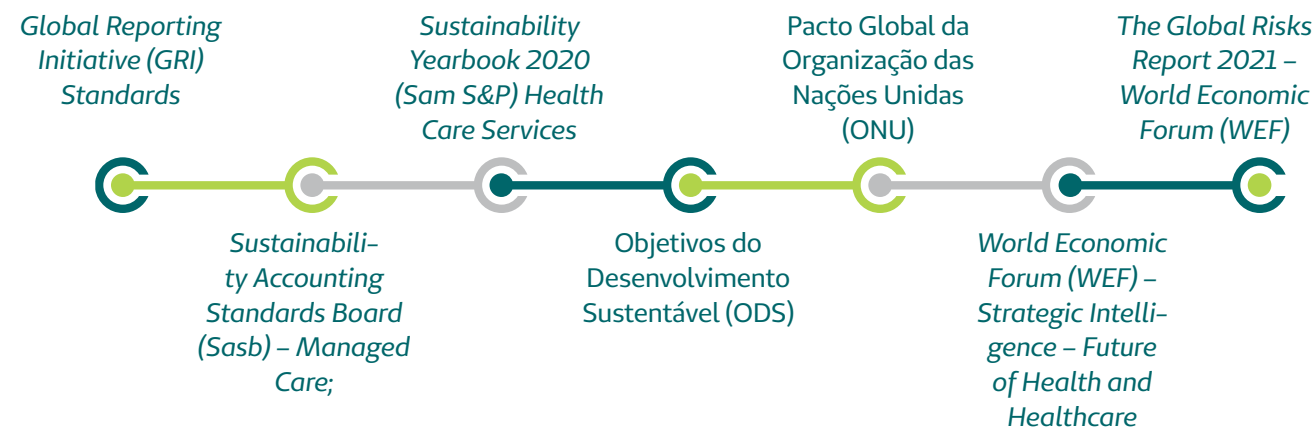 Global Reporting
Initiative (GRI)
Standards
Sustainabili-
ty Accounting
Standards Board
(Sasb) – Managed
Care;
Sustainability
Yearbook 2020
(Sam S&P) Health
Care Services
Objetivos do
Desenvolvimento
Sustentável (ODS)
Pacto Global da
Organização das
Nações Unidas
(ONU)
World Economic
Forum (WEF) –
Strategic Intelli-
gence – Future
of Health and
Healthcare
The Global Risks
Report 2021 –
World Economic
Forum (WEF)